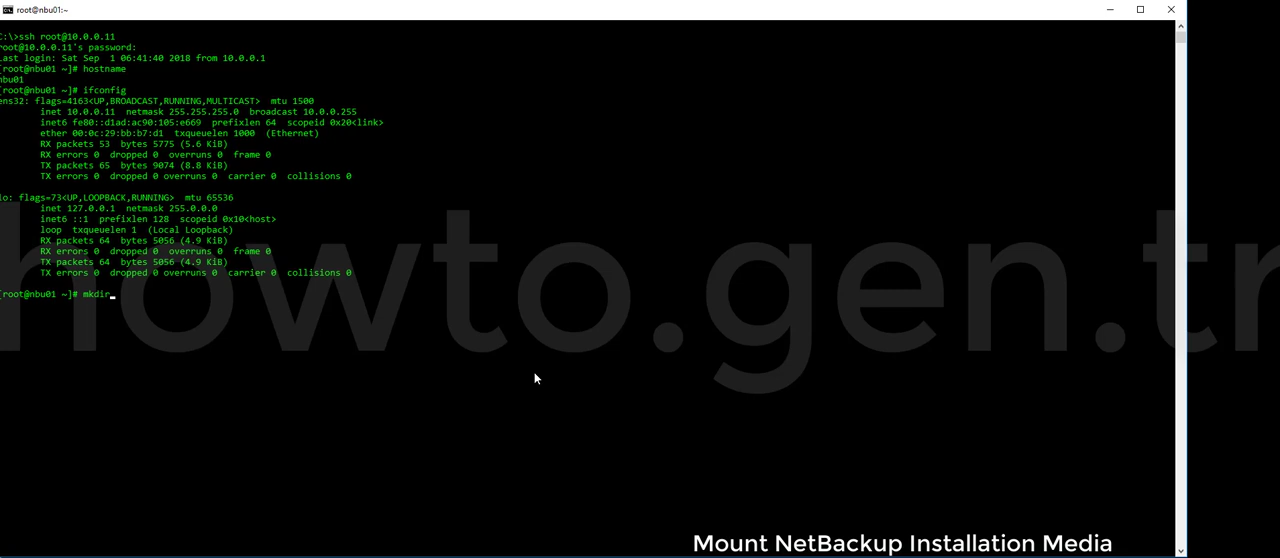 root@nbu01:~
C:\>ssh root@10.0.0.11
root@10.0.0.11's password:
Last login: Sat Sep  1 06:41:40 2018 from 10.0.0.1
[root@nbu01 ~]# hostname
nbu01
[root@nbu01 ~]# ifconfig
ens32: flags=4163<UP,BROADCAST,RUNNING,MULTICAST>  mtu 1500
        inet 10.0.0.11  netmask 255.255.255.0  broadcast 10.0.0.255
        inet6 fe80::d1ad:ac90:105:e669  prefixlen 64  scopeid 0x20<link>
        ether 00:0c:29:bb:b7:d1  txqueuelen 1000  (Ethernet)
        RX packets 53  bytes 5775 (5.6 KiB)
        RX errors 0  dropped 0  overruns 0  frame 0
        TX packets 65  bytes 9074 (8.8 KiB)
        TX errors 0  dropped 0 overruns 0  carrier 0  collisions 0
lo: flags=73<UP,LOOPBACK,RUNNING>  mtu 65536
        inet 127.0.0.1  netmask 255.0.0.0
        inet6 ::1  prefixlen 128  scopeid 0x10<host>
        loop  txqueuelen 1  (Local Loopback)
        RX packets 64  bytes 5056 (4.9 KiB)
        RX errors 0  dropped 0  overruns 0  frame 0
        TX packets 64  bytes 5056 (4.9 KiB)
        TX errors 0  dropped 0 overruns 0  carrier 0  collisions 0
[root@nbu01 ~]# mkdir
howto.gen.tr
Mount NetBackup Installation Media